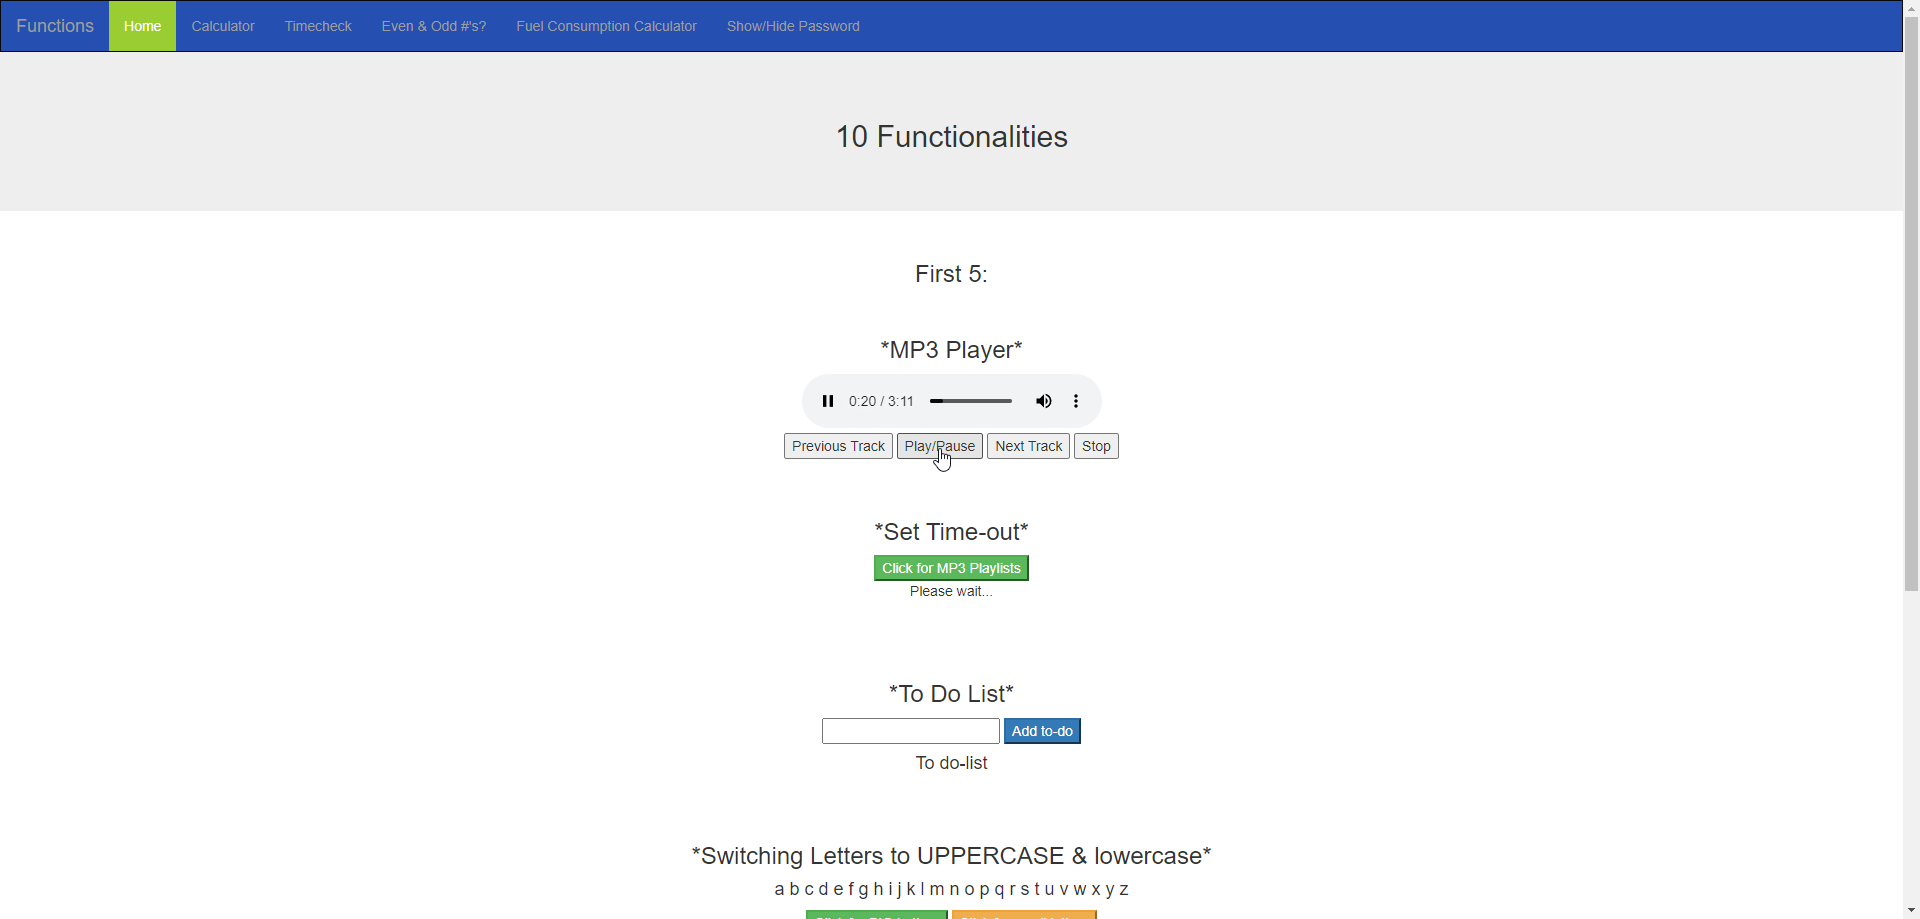 Functions Home Calculator Timecheck Even & Odd #'s? Fuel Consumption Calculator Show/Hide Password
10 Functionalities
First 5:
*MP3 Player*
0:20 / 3:11
Previous Track Play/Pause Next Track Stop
*Set Time-out*
Click for MP3 Playlists
Please wait...
*To Do List*
Add to-do
To do-list
*Switching Letters to UPPERCASE & lowercase*
a b c d e f g h i j k l m n o p q r s t u v w x y z